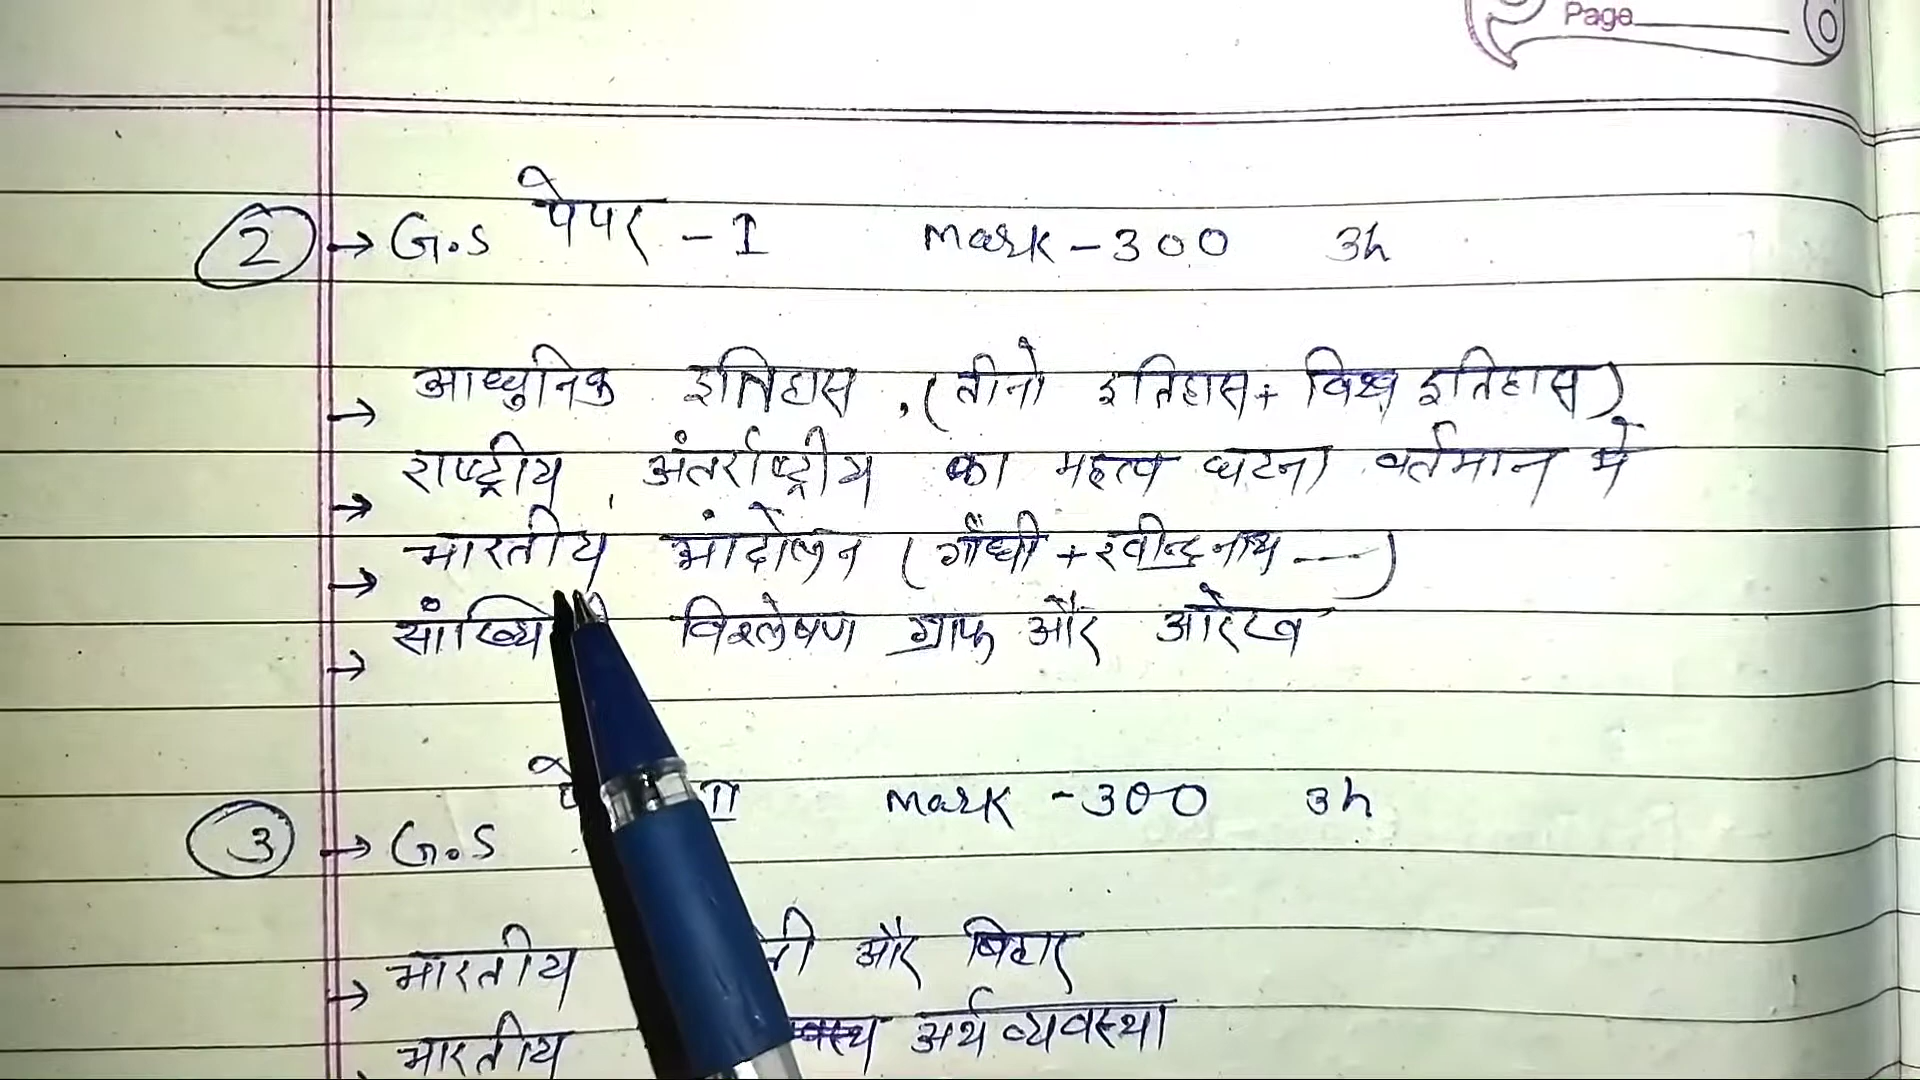 Page
2 → G.S पेपर - I mark - 300 3h
→ आध्युनिक इतिहास, (तीनो इतिहास + विश्व इतिहास)
→ राष्ट्रीय, अंतर्राष्ट्रीय का महत्व घटना वर्तमान मे
→ भारतीय आंदोलन (गाँधी + रवीन्द्र नाथ ---)
→ विश्लेषण ग्राफ और आरेख
3 → G.S II mark - 300 3h
→ भारतीय और बिहार
→ भारतीय अर्थव्यवस्था